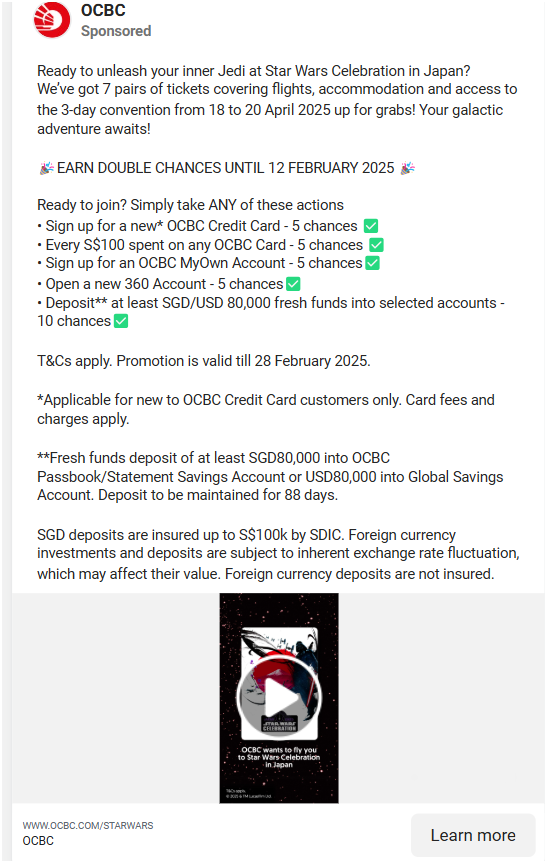 OCBC
Sponsored
Ready to unleash your inner Jedi at Star Wars Celebration in Japan?
We've got 7 pairs of tickets covering flights, accommodation and access to
the 3-day convention from 18 to 20 April 2025 up for grabs! Your galactic
adventure awaits!
🎉 EARN DOUBLE CHANCES UNTIL 12 FEBRUARY 2025 🎉
Ready to join? Simply take ANY of these actions
• Sign up for a new* OCBC Credit Card - 5 chances ✅
• Every S$100 spent on any OCBC Card - 5 chances ✅
• Sign up for an OCBC MyOwn Account - 5 chances ✅
• Open a new 360 Account - 5 chances ✅
• Deposit** at least SGD/USD 80,000 fresh funds into selected accounts -
10 chances ✅
T&Cs apply. Promotion is valid till 28 February 2025.
*Applicable for new to OCBC Credit Card customers only. Card fees and
charges apply.
**Fresh funds deposit of at least SGD80,000 into OCBC
Passbook/Statement Savings Account or USD80,000 into Global Savings
Account. Deposit to be maintained for 88 days.
SGD deposits are insured up to S$100k by SDIC. Foreign currency
investments and deposits are subject to inherent exchange rate fluctuation,
which may affect their value. Foreign currency deposits are not insured.
STAR WARS
CELEBRATION
OCBC wants to fly you
to Star Wars Celebration
in Japan
T&Cs apply.
© 2025 & TM Lucasfilm Ltd.
WWW.OCBC.COM/STARWARS
OCBC
Learn more